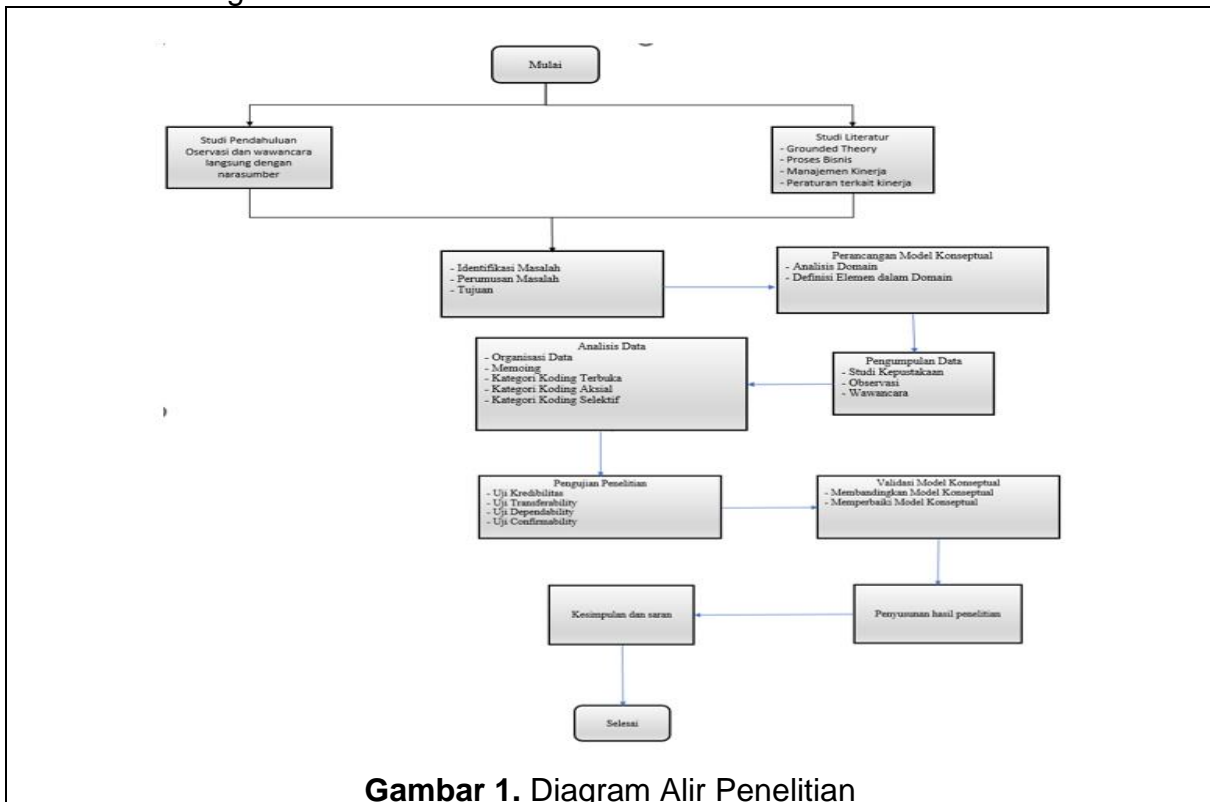 Mulai
Studi Pendahuluan
Oservasi dan wawancara
langsung dengan
narasumber
Studi Literatur
- Grounded Theory
- Proses Bisnis
- Manajemen Kinerja
- Peraturan terkait kinerja
- Identifikasi Masalah
- Perumusan Masalah
- Tujuan
Perancangan Model Konseptual
- Analisis Domain
- Definisi Elemen dalam Domain
Analisis Data
- Organisasi Data
- Memoing
- Kategori Koding Terbuka
- Kategori Koding Aksial
- Kategori Koding Selektif
Pengumpulan Data
- Studi Kepustakaan
- Observasi
- Wawancara
Pengujian Penelitian
- Uji Kredibilitas
- Uji Transferability
- Uji Dependability
- Uji Confirmability
Validasi Model Konseptual
- Membandingkan Model Konseptual
- Memperbaiki Model Konseptual
Kesimpulan dan saran
Penyusunan hasil penelitian
Selesai
Gambar 1. Diagram Alir Penelitian